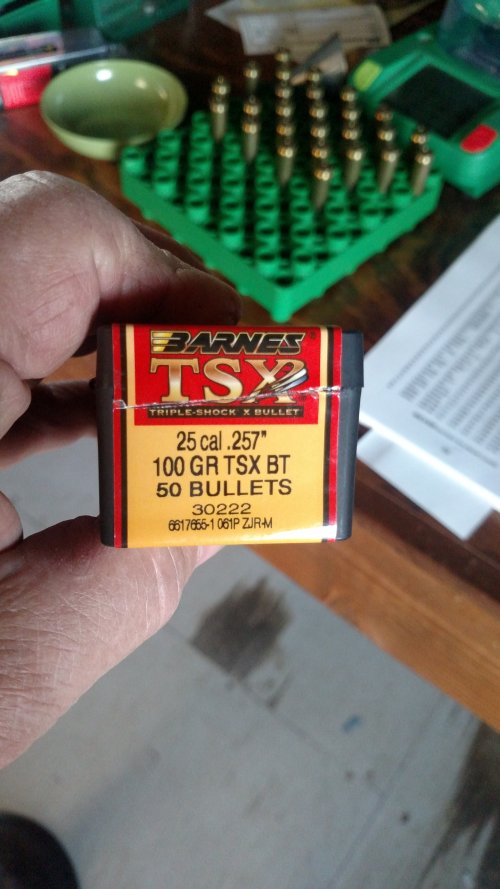 BARNES
TSX
TRIPLE-SHOCK X BULLET
25 cal .257"
100 GR TSX BT
50 BULLETS
30222
6617655-1 061P ZJR-M